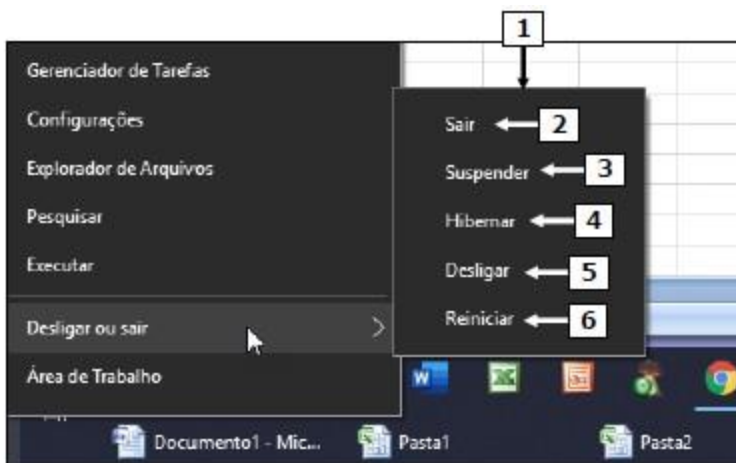 1
Gerenciador de Tarefas
Configurações
Explorador de Arquivos
Pesquisar
Executar
Desligar ou sair
Área de Trabalho
Sair 2
Suspender 3
Hibernar 4
Desligar 5
Reiniciar 6
Documento1 - Mic...
Pasta1
Pasta2